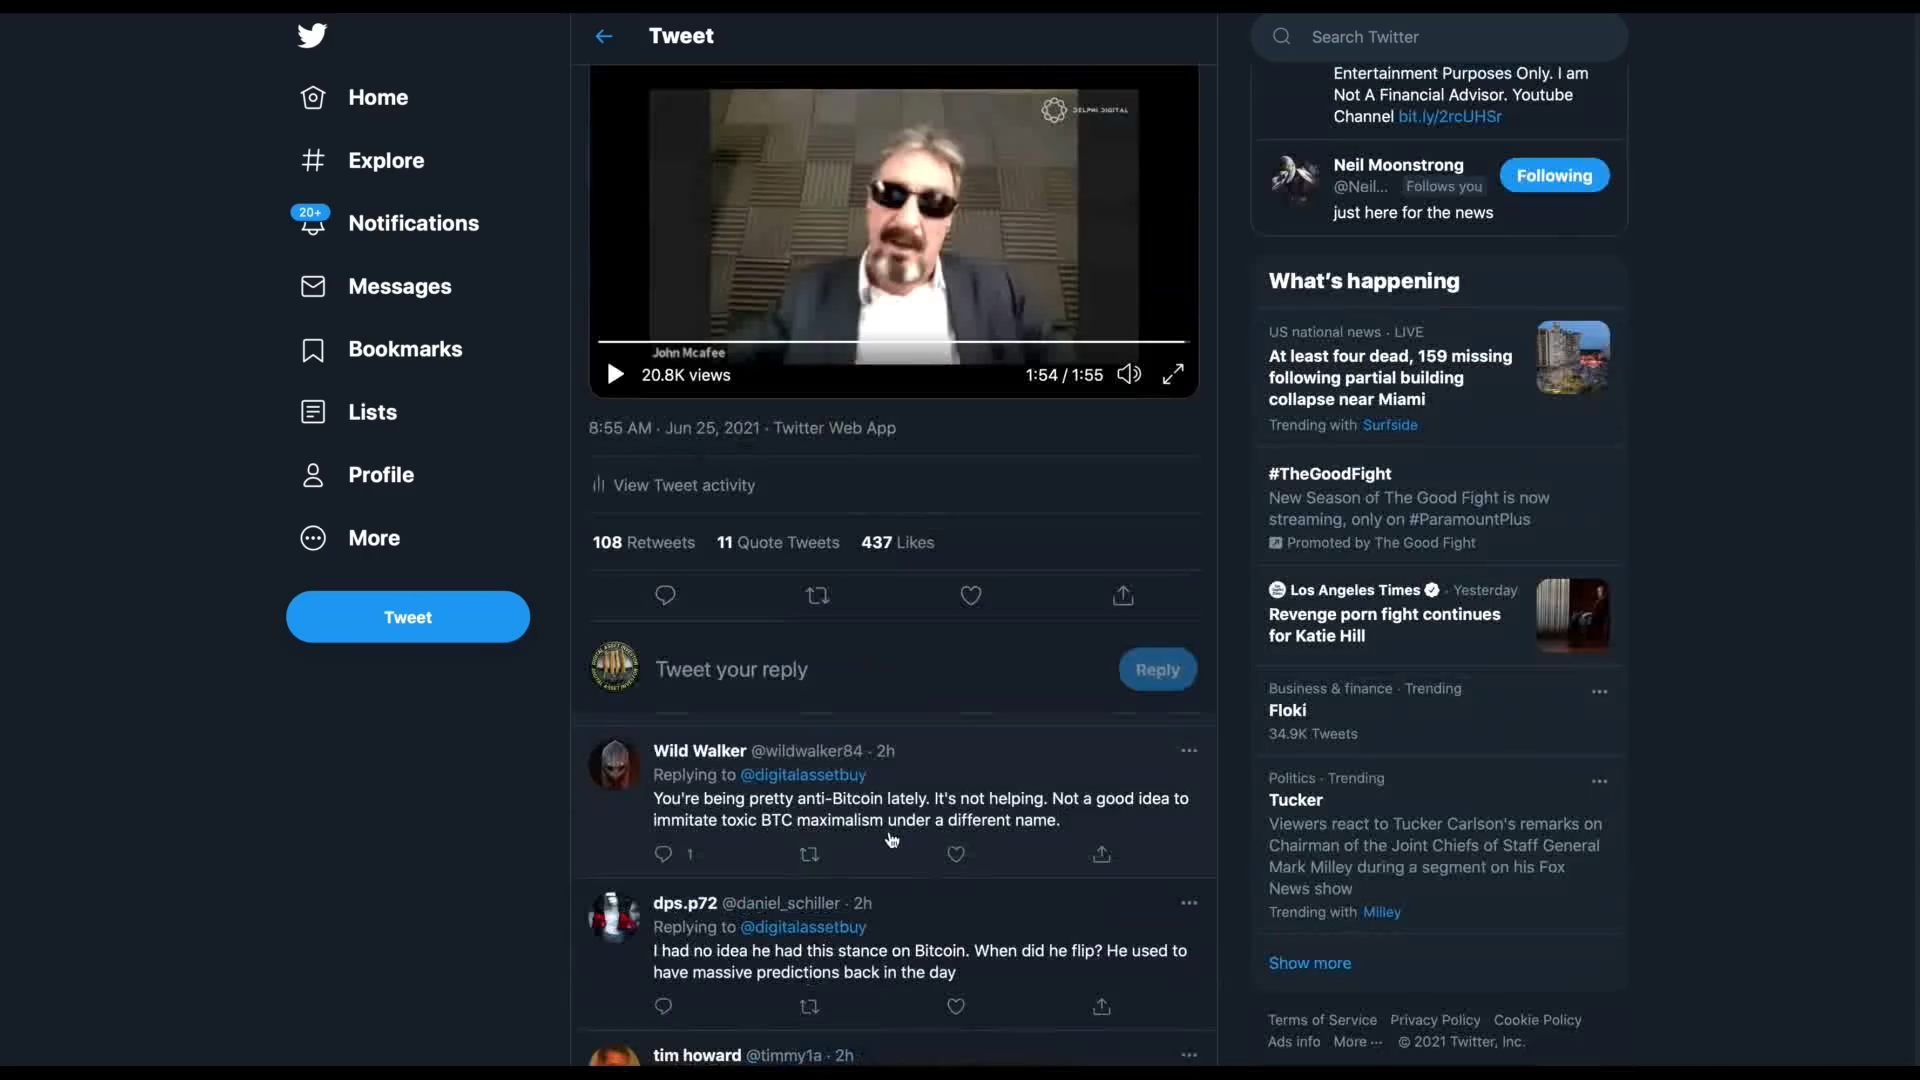 Home
Explore
20+
Notifications
Messages
Bookmarks
Lists
Profile
More
Tweet
Tweet
DELPHI DIGITAL
John Mcafee
20.8K views
1:54 / 1:55
8:55 AM · Jun 25, 2021 · Twitter Web App
View Tweet activity
108 Retweets 11 Quote Tweets 437 Likes
Tweet your reply
Reply
Wild Walker @wildwalker84 · 2h
Replying to @digitalassetbuy
You're being pretty anti-Bitcoin lately. It's not helping. Not a good idea to
immitate toxic BTC maximalism under a different name.
1
dps.p72 @daniel_schiller · 2h
Replying to @digitalassetbuy
I had no idea he had this stance on Bitcoin. When did he flip? He used to
have massive predictions back in the day
tim howard @timmy1a · 2h
Search Twitter
Entertainment Purposes Only. I am
Not A Financial Advisor. Youtube
Channel bit.ly/2rcUHSr
Neil Moonstrong
@Neil... Follows you
Following
just here for the news
What's happening
US national news · LIVE
At least four dead, 159 missing
following partial building
collapse near Miami
Trending with Surfside
#TheGoodFight
New Season of The Good Fight is now
streaming, only on #ParamountPlus
Promoted by The Good Fight
Los Angeles Times · Yesterday
Revenge porn fight continues
for Katie Hill
Business & finance · Trending
Floki
34.9K Tweets
Politics · Trending
Tucker
Viewers react to Tucker Carlson's remarks on
Chairman of the Joint Chiefs of Staff General
Mark Milley during a segment on his Fox
News show
Trending with Milley
Show more
Terms of Service Privacy Policy Cookie Policy
Ads info More ··· © 2021 Twitter, Inc.